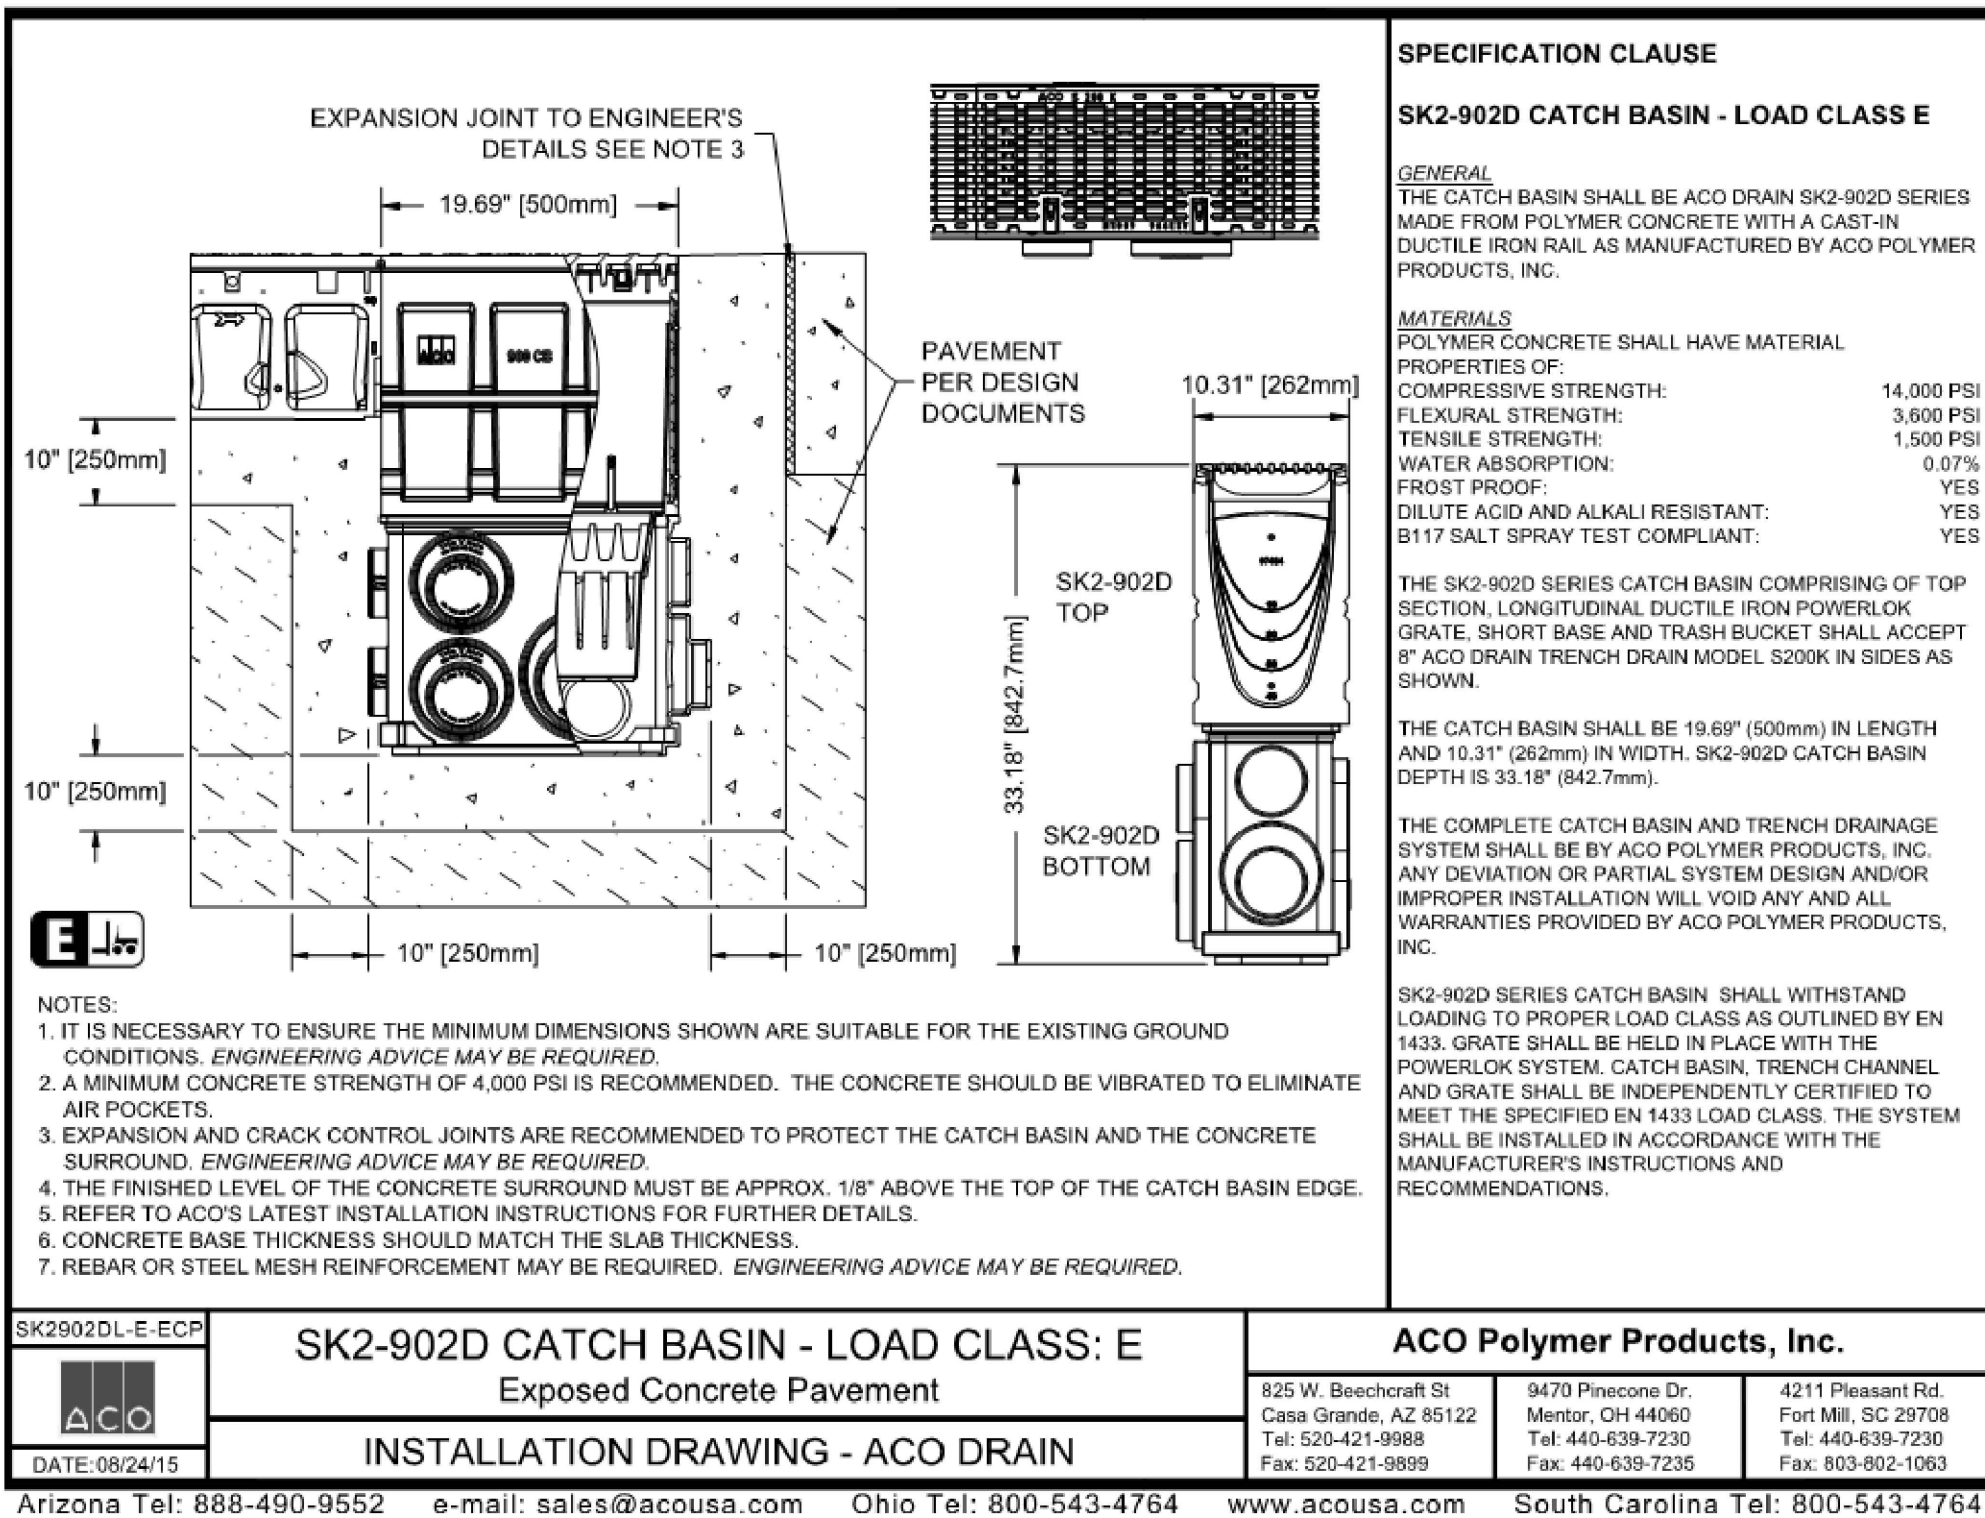 EXPANSION JOINT TO ENGINEER'S
DETAILS SEE NOTE 3
19.69" [500mm]
ACO S 200 K
ACO
900 CB
PAVEMENT
PER DESIGN
DOCUMENTS
10.31" [262mm]
10" [250mm]
SK2-902D
TOP
33.18" [842.7mm]
10" [250mm]
SK2-902D
BOTTOM
E
10" [250mm]
10" [250mm]
NOTES:
1. IT IS NECESSARY TO ENSURE THE MINIMUM DIMENSIONS SHOWN ARE SUITABLE FOR THE EXISTING GROUND
CONDITIONS. ENGINEERING ADVICE MAY BE REQUIRED.
2. A MINIMUM CONCRETE STRENGTH OF 4,000 PSI IS RECOMMENDED. THE CONCRETE SHOULD BE VIBRATED TO ELIMINATE
AIR POCKETS.
3. EXPANSION AND CRACK CONTROL JOINTS ARE RECOMMENDED TO PROTECT THE CATCH BASIN AND THE CONCRETE
SURROUND. ENGINEERING ADVICE MAY BE REQUIRED.
4. THE FINISHED LEVEL OF THE CONCRETE SURROUND MUST BE APPROX. 1/8" ABOVE THE TOP OF THE CATCH BASIN EDGE.
5. REFER TO ACO'S LATEST INSTALLATION INSTRUCTIONS FOR FURTHER DETAILS.
6. CONCRETE BASE THICKNESS SHOULD MATCH THE SLAB THICKNESS.
7. REBAR OR STEEL MESH REINFORCEMENT MAY BE REQUIRED. ENGINEERING ADVICE MAY BE REQUIRED.
SPECIFICATION CLAUSE
SK2-902D CATCH BASIN - LOAD CLASS E
GENERAL
THE CATCH BASIN SHALL BE ACO DRAIN SK2-902D SERIES
MADE FROM POLYMER CONCRETE WITH A CAST-IN
DUCTILE IRON RAIL AS MANUFACTURED BY ACO POLYMER
PRODUCTS, INC.
MATERIALS
POLYMER CONCRETE SHALL HAVE MATERIAL
PROPERTIES OF:
COMPRESSIVE STRENGTH: 14,000 PSI
FLEXURAL STRENGTH: 3,600 PSI
TENSILE STRENGTH: 1,500 PSI
WATER ABSORPTION: 0.07%
FROST PROOF: YES
DILUTE ACID AND ALKALI RESISTANT: YES
B117 SALT SPRAY TEST COMPLIANT: YES
THE SK2-902D SERIES CATCH BASIN COMPRISING OF TOP
SECTION, LONGITUDINAL DUCTILE IRON POWERLOK
GRATE, SHORT BASE AND TRASH BUCKET SHALL ACCEPT
8" ACO DRAIN TRENCH DRAIN MODEL S200K IN SIDES AS
SHOWN.
THE CATCH BASIN SHALL BE 19.69" (500mm) IN LENGTH
AND 10.31" (262mm) IN WIDTH. SK2-902D CATCH BASIN
DEPTH IS 33.18" (842.7mm).
THE COMPLETE CATCH BASIN AND TRENCH DRAINAGE
SYSTEM SHALL BE BY ACO POLYMER PRODUCTS, INC.
ANY DEVIATION OR PARTIAL SYSTEM DESIGN AND/OR
IMPROPER INSTALLATION WILL VOID ANY AND ALL
WARRANTIES PROVIDED BY ACO POLYMER PRODUCTS,
INC.
SK2-902D SERIES CATCH BASIN SHALL WITHSTAND
LOADING TO PROPER LOAD CLASS AS OUTLINED BY EN
1433. GRATE SHALL BE HELD IN PLACE WITH THE
POWERLOK SYSTEM. CATCH BASIN, TRENCH CHANNEL
AND GRATE SHALL BE INDEPENDENTLY CERTIFIED TO
MEET THE SPECIFIED EN 1433 LOAD CLASS. THE SYSTEM
SHALL BE INSTALLED IN ACCORDANCE WITH THE
MANUFACTURER'S INSTRUCTIONS AND
RECOMMENDATIONS.
SK2902DL-E-ECP
ACO
DATE:08/24/15
SK2-902D CATCH BASIN - LOAD CLASS: E
Exposed Concrete Pavement
INSTALLATION DRAWING - ACO DRAIN
ACO Polymer Products, Inc.
825 W. Beechcraft St
Casa Grande, AZ 85122
Tel: 520-421-9988
Fax: 520-421-9899
9470 Pinecone Dr.
Mentor, OH 44060
Tel: 440-639-7230
Fax: 440-639-7235
4211 Pleasant Rd.
Fort Mill, SC 29708
Tel: 440-639-7230
Fax: 803-802-1063
Arizona Tel: 888-490-9552 e-mail: sales@acousa.com Ohio Tel: 800-543-4764 www.acousa.com South Carolina Tel: 800-543-4764